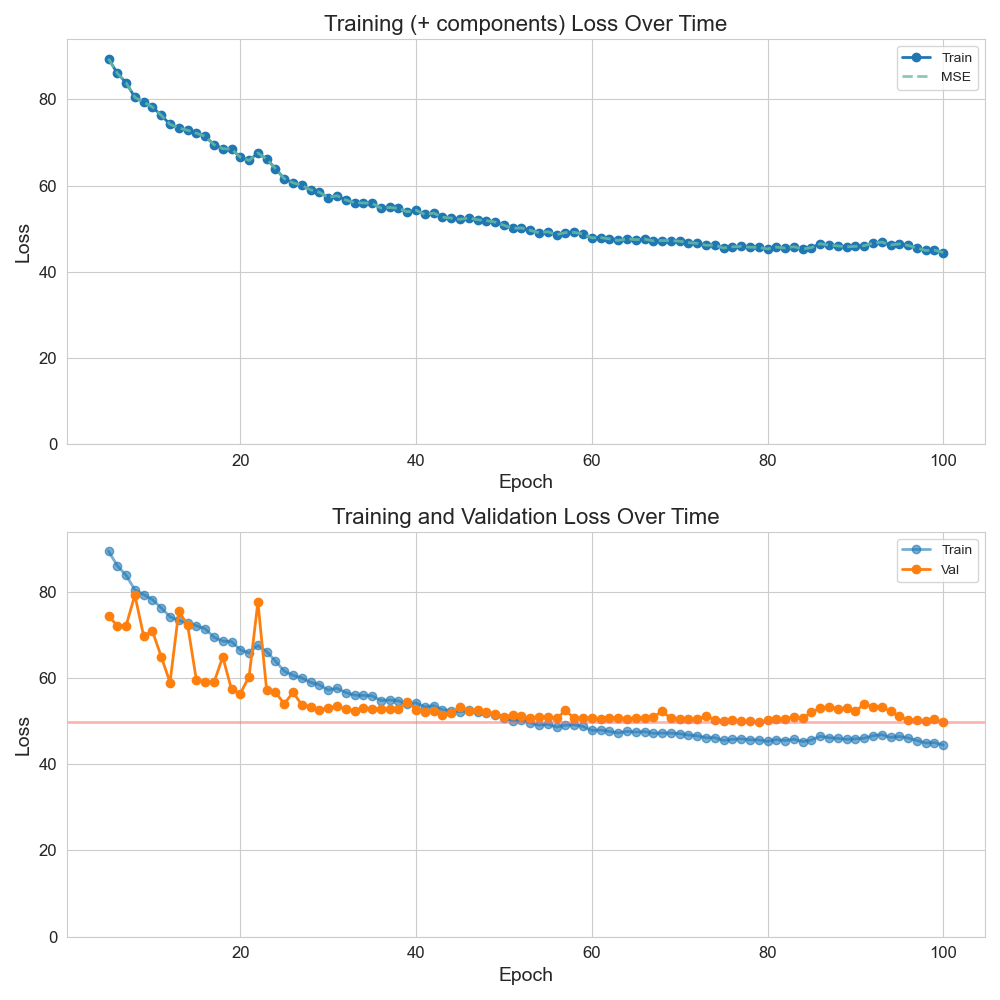 Training (+ components) Loss Over Time
Train
MSE
80
60
40
20
0
Loss
20 40 60 80 100
Epoch
Training and Validation Loss Over Time
Train
Val
80
60
40
20
0
Loss
20 40 60 80 100
Epoch